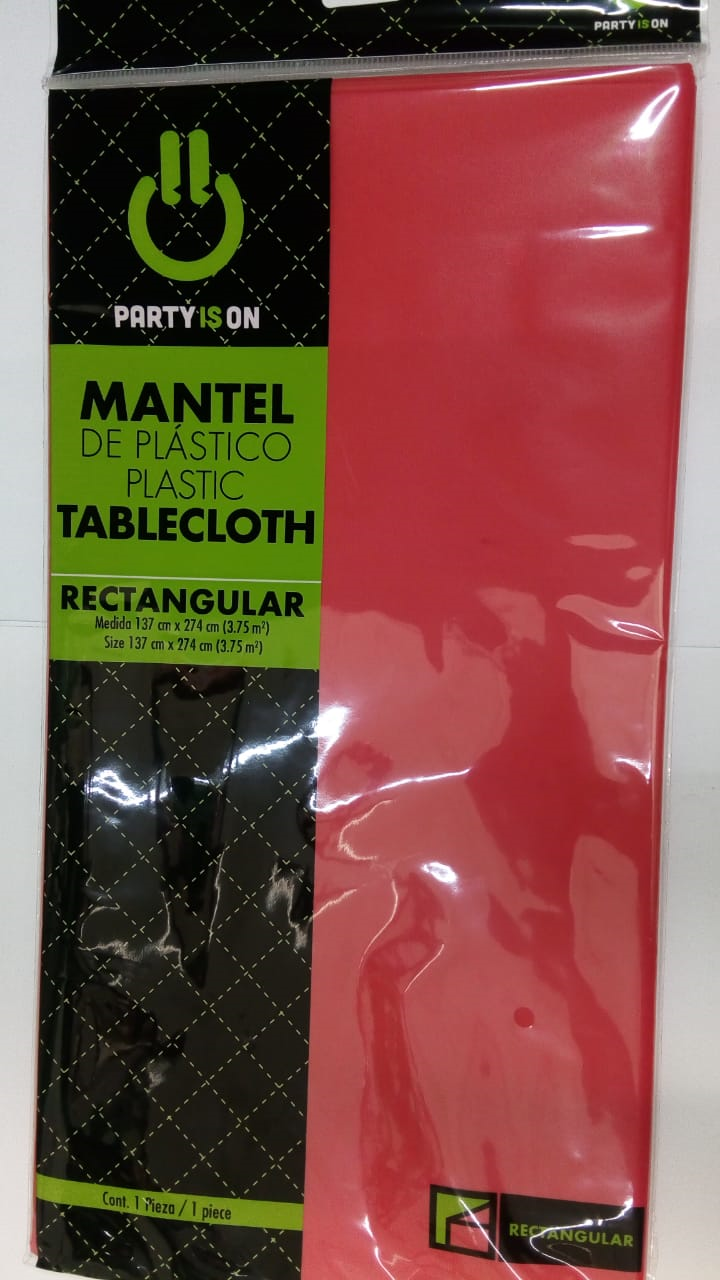 PARTY IS ON
PARTY IS ON
MANTEL
DE PLÁSTICO
PLASTIC
TABLECLOTH
RECTANGULAR
Medida 137 cm x 274 cm (3.75 m²)
Size 137 cm x 274 cm (3.75 m²)
Cont. 1 Pieza / 1 piece
RECTANGULAR